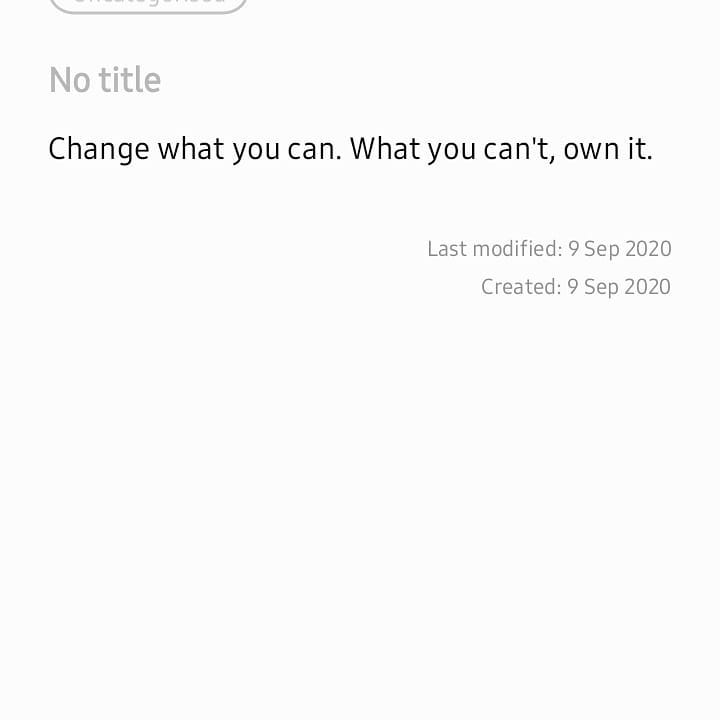 Uncategorised
No title
Change what you can. What you can't, own it.
Last modified: 9 Sep 2020
Created: 9 Sep 2020